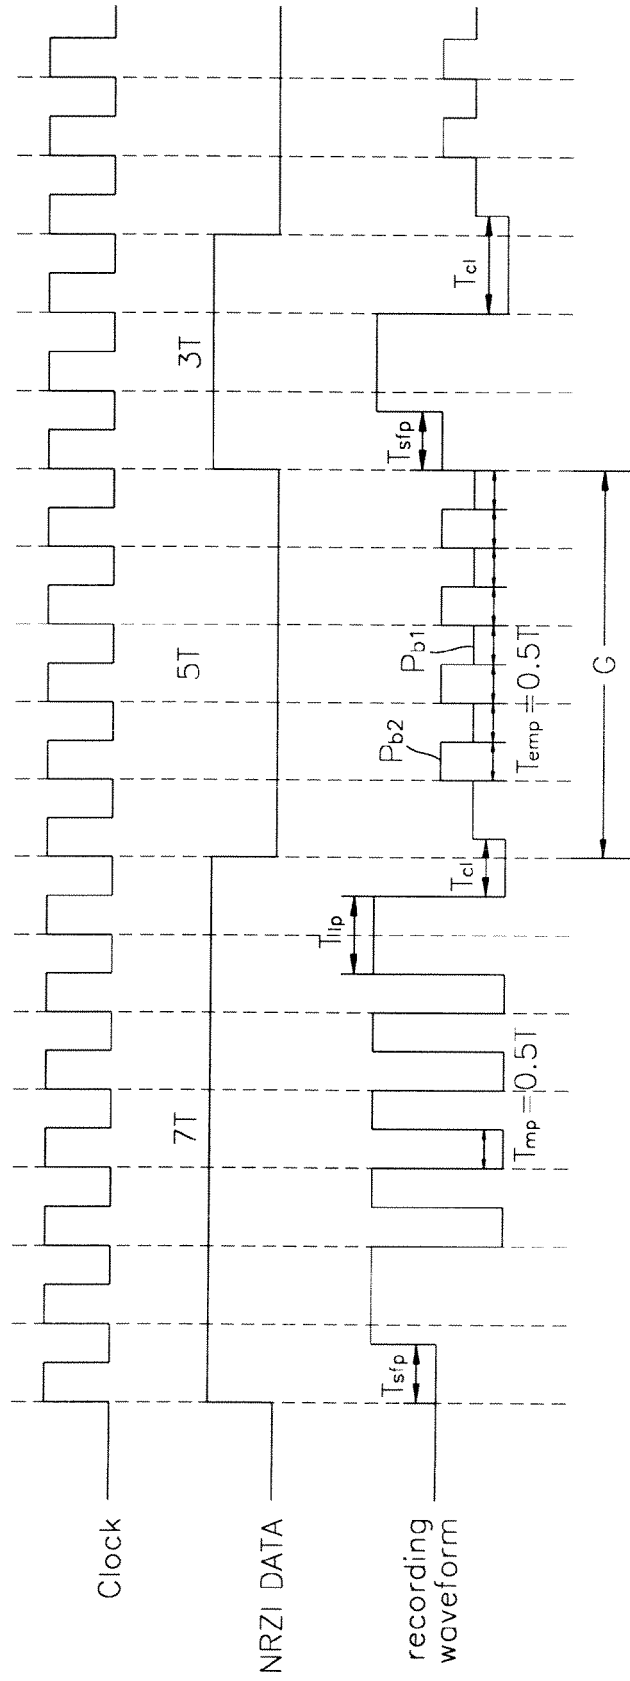 Clock
NRZI DATA
7T
5T
3T
recording
waveform
Tsfp
Tmp=0.5T
Tllp
Tcl
Pb2
Pb1
Temp=0.5T
Tsfp
Tcl
G